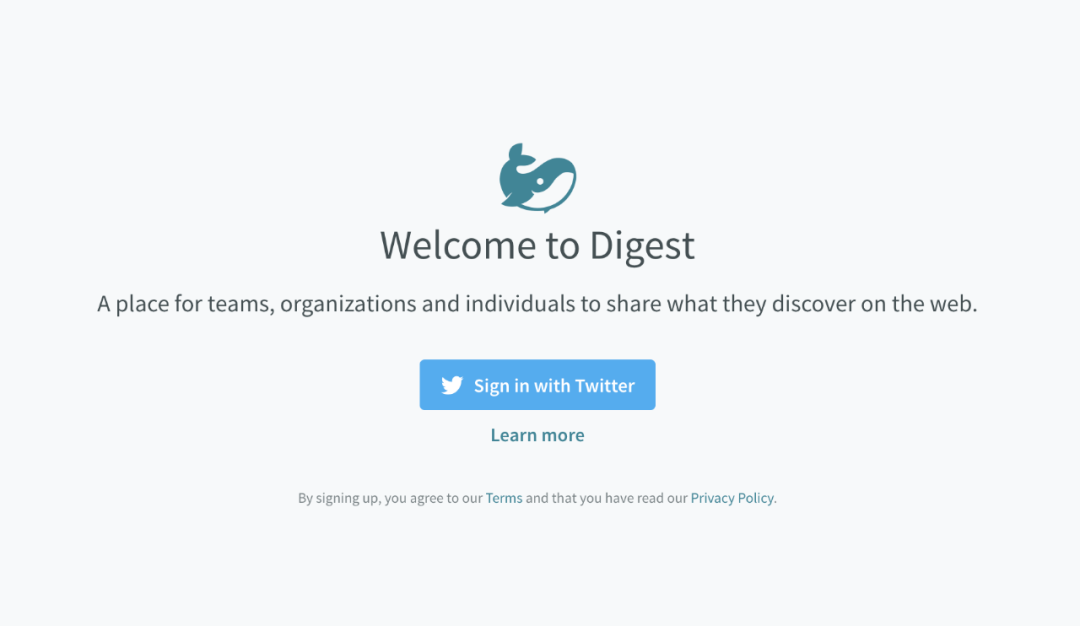 Welcome to Digest
A place for teams, organizations and individuals to share what they discover on the web.
Sign in with Twitter
Learn more
By signing up, you agree to our Terms and that you have read our Privacy Policy.